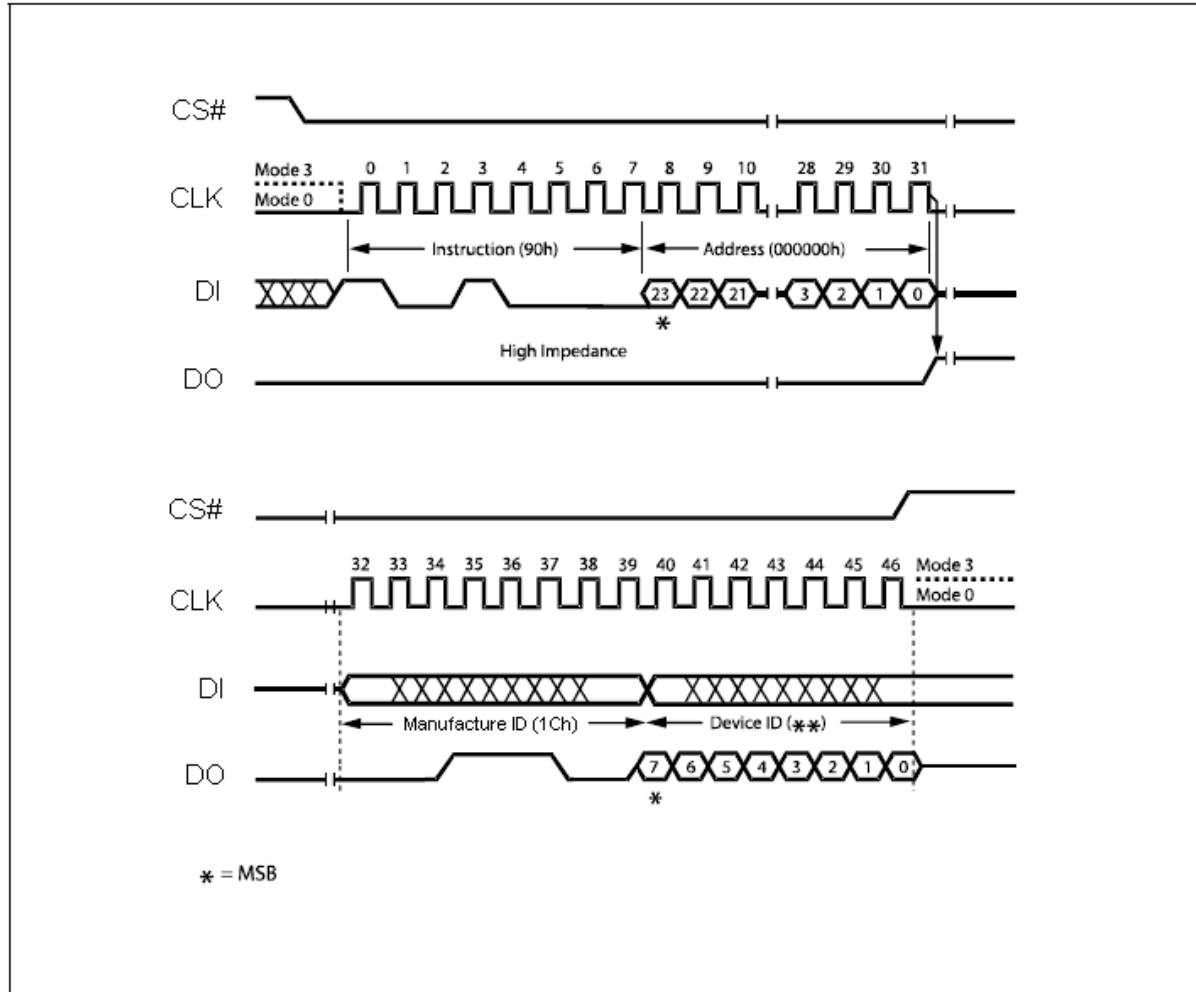 CS#
Mode 3
0 1 2 3 4 5 6 7 8 9 10 28 29 30 31
CLK
Mode 0
Instruction (90h)
Address (000000h)
DI
23 22 21 3 2 1 0
*
High Impedance
DO
CS#
32 33 34 35 36 37 38 39 40 41 42 43 44 45 46
Mode 3
CLK
Mode 0
DI
Manufacture ID (1Ch)
Device ID (**)
DO
7 6 5 4 3 2 1 0
*
* = MSB